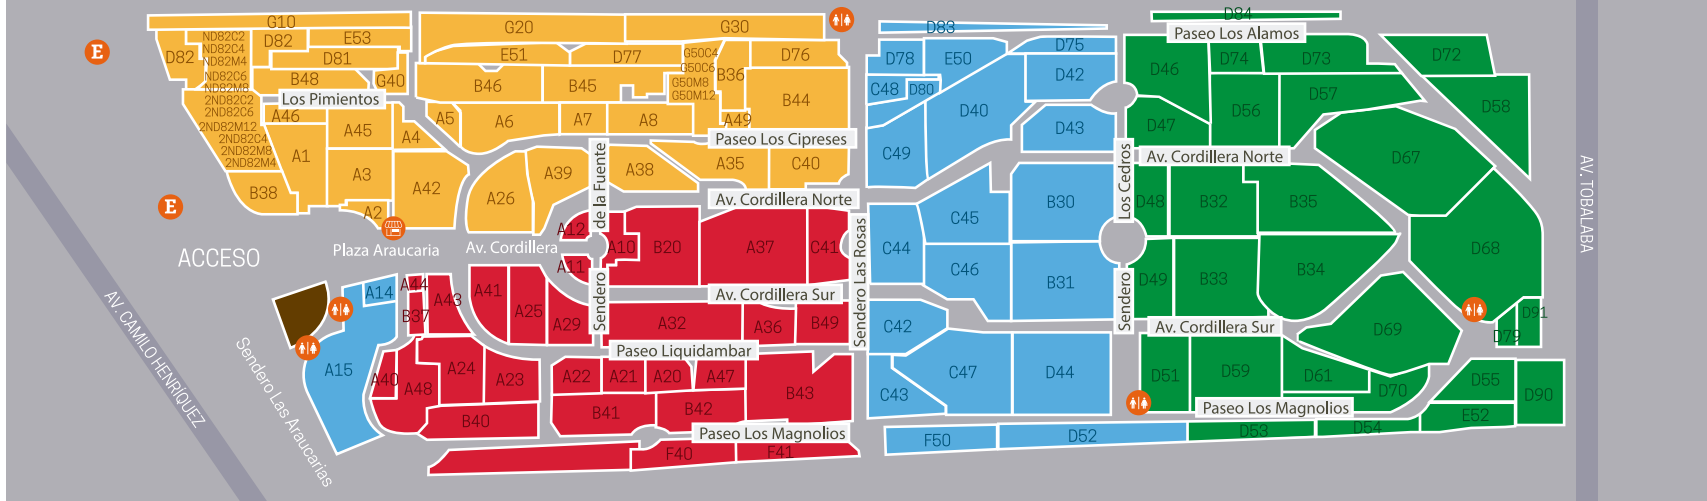 G10
G20
G30
D83
D84
Paseo Los Alamos
E
D82
ND82C2
ND82C4
ND82M4
ND82C6
ND82M8
D82
E53
D81
B48
G40
E51
D77
G50C4
G50C6
G50M8
G50M12
B36
D76
D78
E50
D75
D42
D46
D74
D73
D72
Los Pimientos
2ND82C2
2ND82C6
2ND82M12
2ND82C4
2ND82M8
2ND82M4
A46
A45
A4
A5
B46
B45
A6
A7
A8
A49
B44
C48
D80
D40
D43
D47
D56
D57
D58
Paseo Los Cipreses
A1
A3
A42
B38
A2
A26
A39
A38
A35
C40
C49
Av. Cordillera Norte
D67
E
Av. Cordillera Norte
Sendero
de la Fuente
Los Cedros
Sendero
Sendero Las Rosas
AV. TOBALABA
ACCESO
Plaza Araucaria
Av. Cordillera
A12
A10
A11
B20
A37
C41
C44
C45
C46
B30
B31
D48
B32
B35
D49
B33
B34
D68
Av. Cordillera Sur
A14
A15
A44
B37
A43
A41
A25
A29
A32
A36
B49
C42
Av. Cordillera Sur
D69
D91
D79
Paseo Liquidambar
A40
A48
A24
A23
A22
A21
A20
A47
B43
C43
C47
D44
D51
D59
D61
D70
D55
D90
E52
B40
B41
B42
Paseo Los Magnolios
Paseo Los Magnolios
F40
F41
F50
D52
D53
D54
AV. CAMILO HENRÍQUEZ
Sendero Las Araucarias